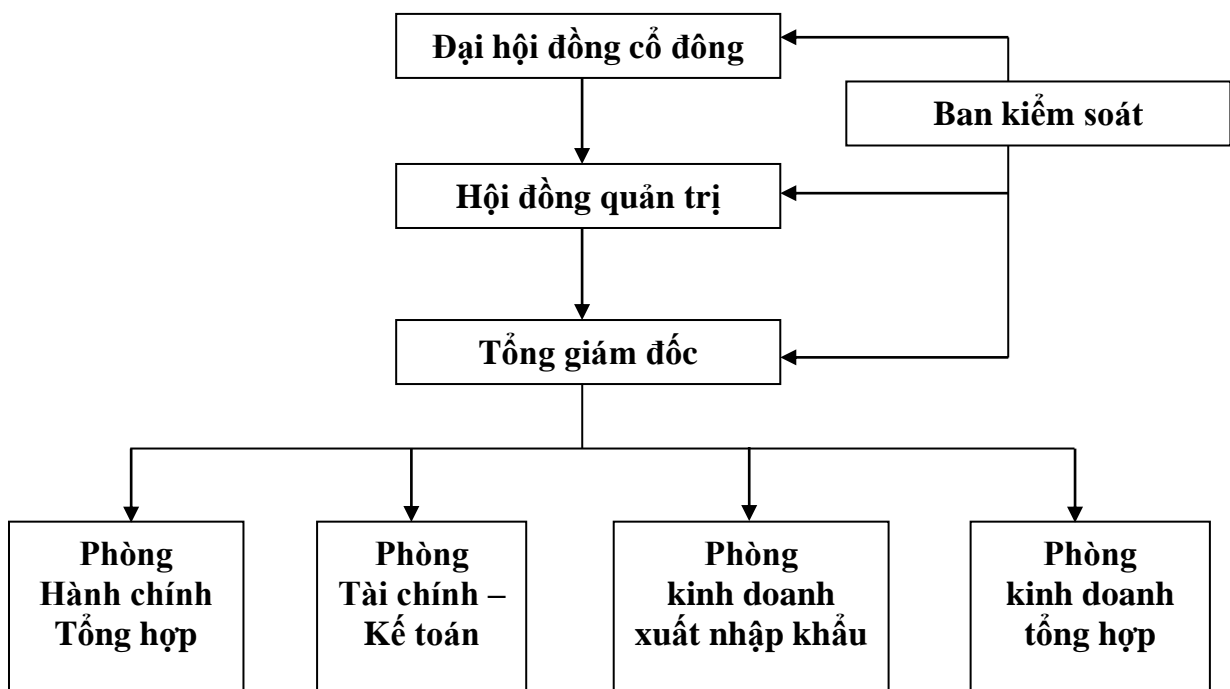 Đại hội đồng cổ đông
Ban kiểm soát
Hội đồng quản trị
Tổng giám đốc
Phòng
Hành chính
Tổng hợp
Phòng
Tài chính –
Kế toán
Phòng
kinh doanh
xuất nhập khẩu
Phòng
kinh doanh
tổng hợp